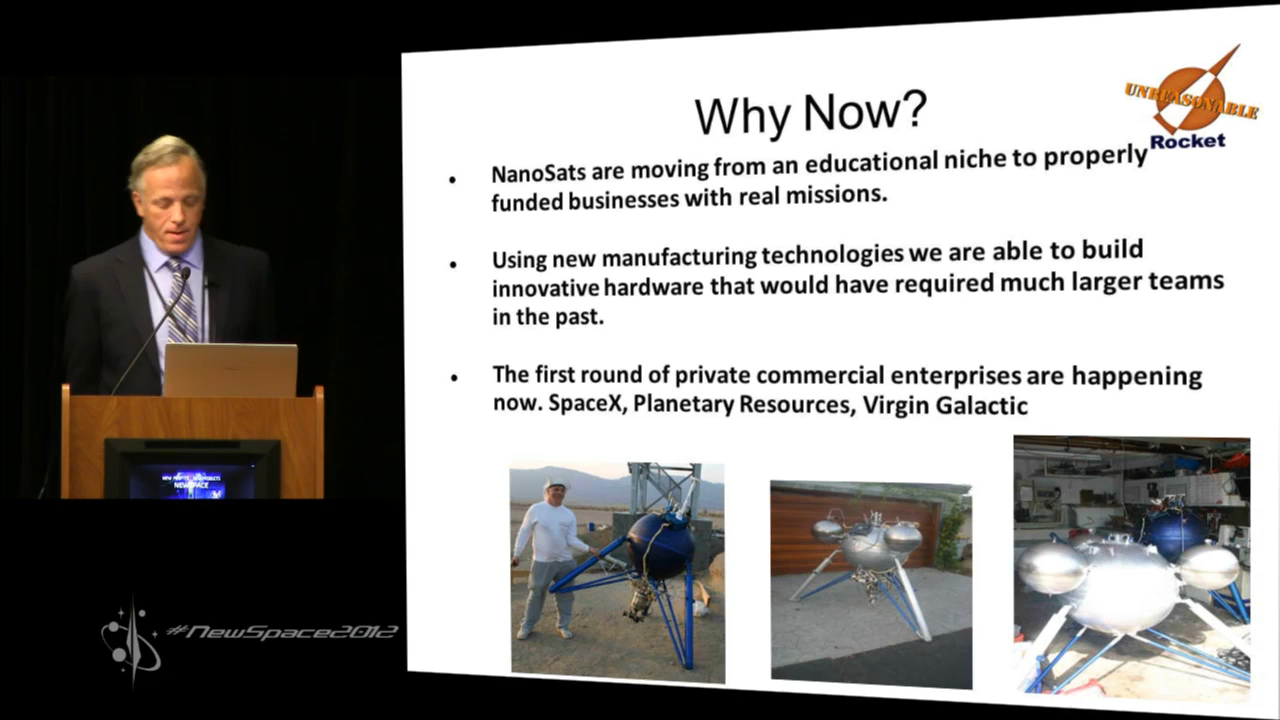 Why Now?
UNREASONABLE
Rocket
• NanoSats are moving from an educational niche to properly
funded businesses with real missions.
• Using new manufacturing technologies we are able to build
innovative hardware that would have required much larger teams
in the past.
• The first round of private commercial enterprises are happening
now. SpaceX, Planetary Resources, Virgin Galactic
NEWSPACE
#NewSpace2012